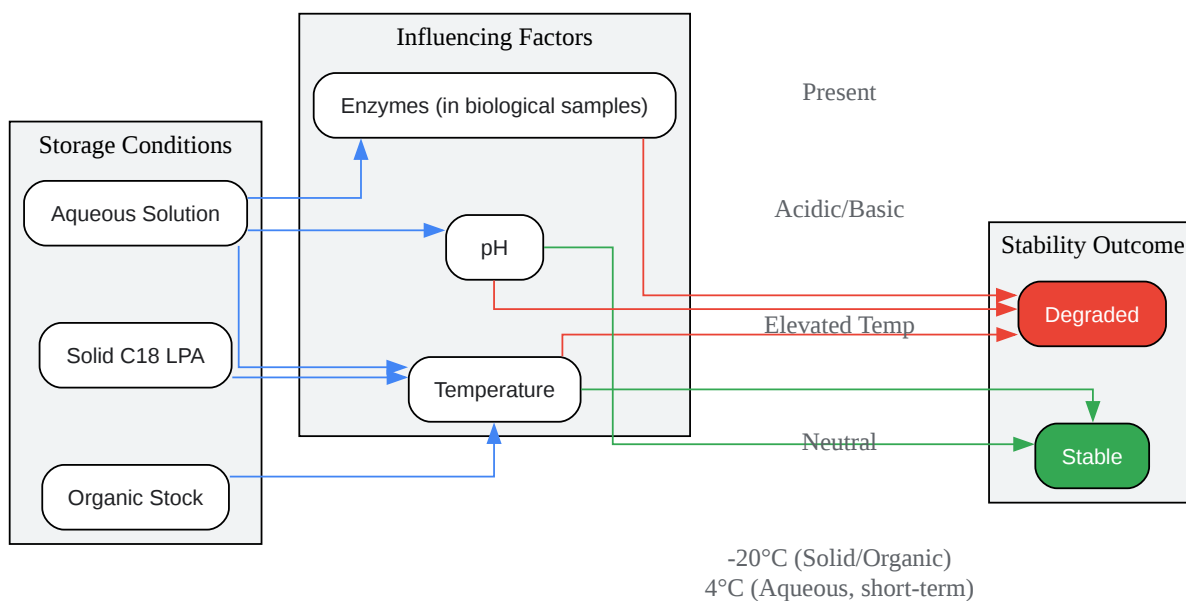 Influencing Factors
Enzymes (in biological samples)
Present
Storage Conditions
Aqueous Solution
Acidic/Basic
pH
Stability Outcome
Degraded
Elevated Temp
Solid C18 LPA
Temperature
Neutral
Stable
Organic Stock
-20°C (Solid/Organic)
4°C (Aqueous, short-term)